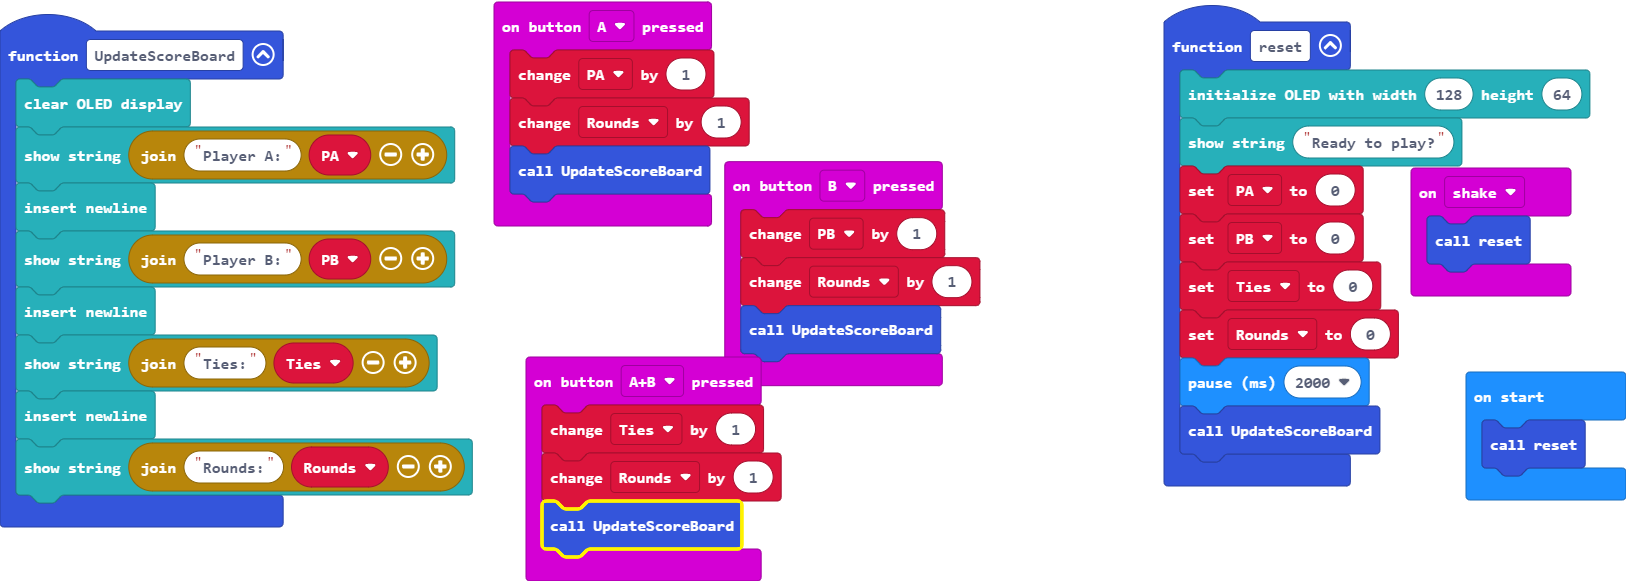 function UpdateScoreBoard
clear OLED display
show string join "Player A:" PA
insert newline
show string join "Player B:" PB
insert newline
show string join "Ties: " Ties
insert newline
show string join "Rounds:" Rounds
on button A pressed
change PA by 1
change Rounds by 1
call UpdateScoreBoard
on button B pressed
change PB by 1
change Rounds by 1
call UpdateScoreBoard
on button A+B pressed
change Ties by 1
change Rounds by 1
call UpdateScoreBoard
function reset
initialize OLED with width 128 height 64
show string "Ready to play?"
set PA to 0
set PB to 0
set Ties to 0
set Rounds to 0
pause (ms) 2000
call UpdateScoreBoard
on shake
call reset
on start
call reset